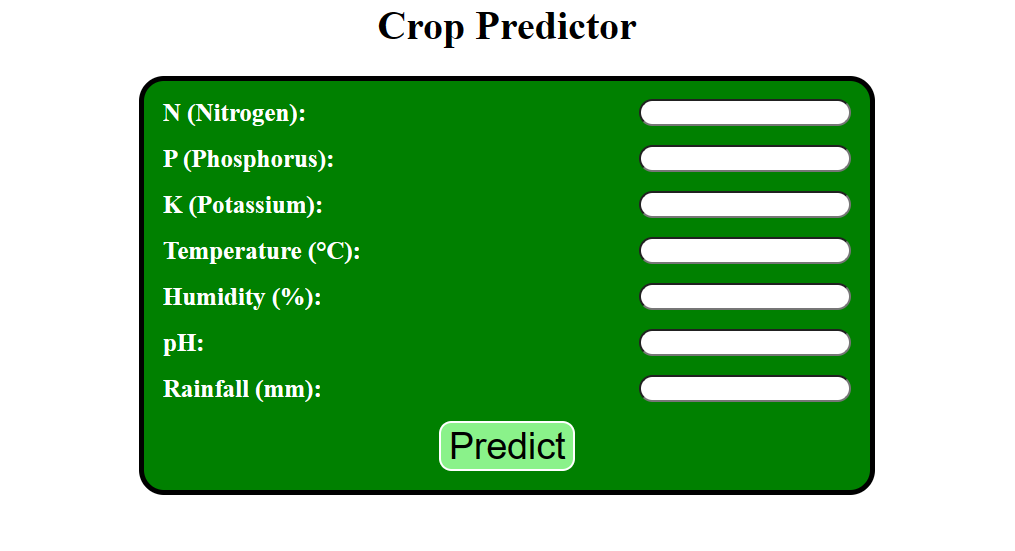 Crop Predictor
N (Nitrogen):
P (Phosphorus):
K (Potassium):
Temperature (°C):
Humidity (%):
pH:
Rainfall (mm):
Predict